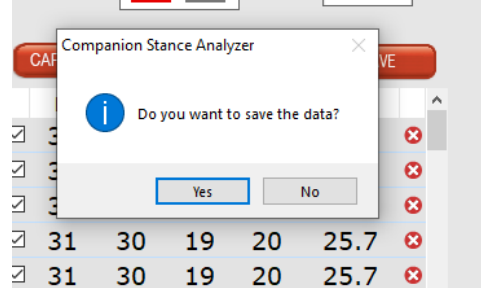 Companion Stance Analyzer
Do you want to save the data?
Yes No
31 30 19 20 25.7
31 30 19 20 25.7